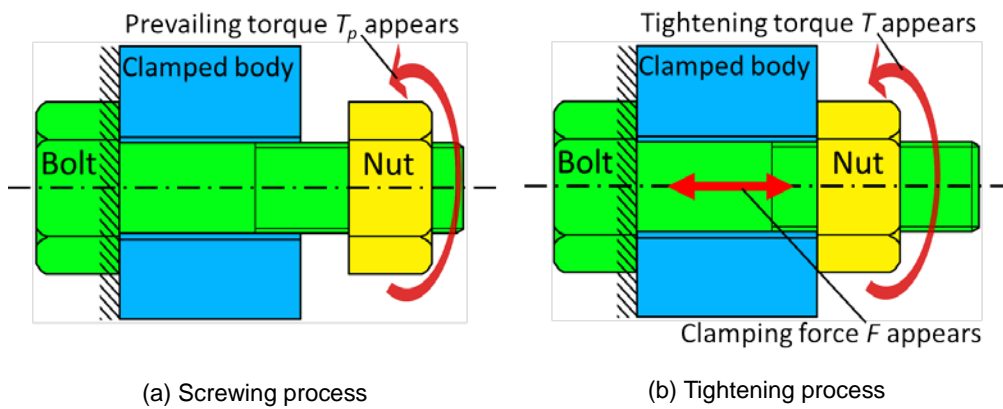 Prevailing torque Tp appears
Clamped body
Bolt
Nut
(a) Screwing process
Tightening torque T appears
Clamped body
Bolt
Nut
Clamping force F appears
(b) Tightening process